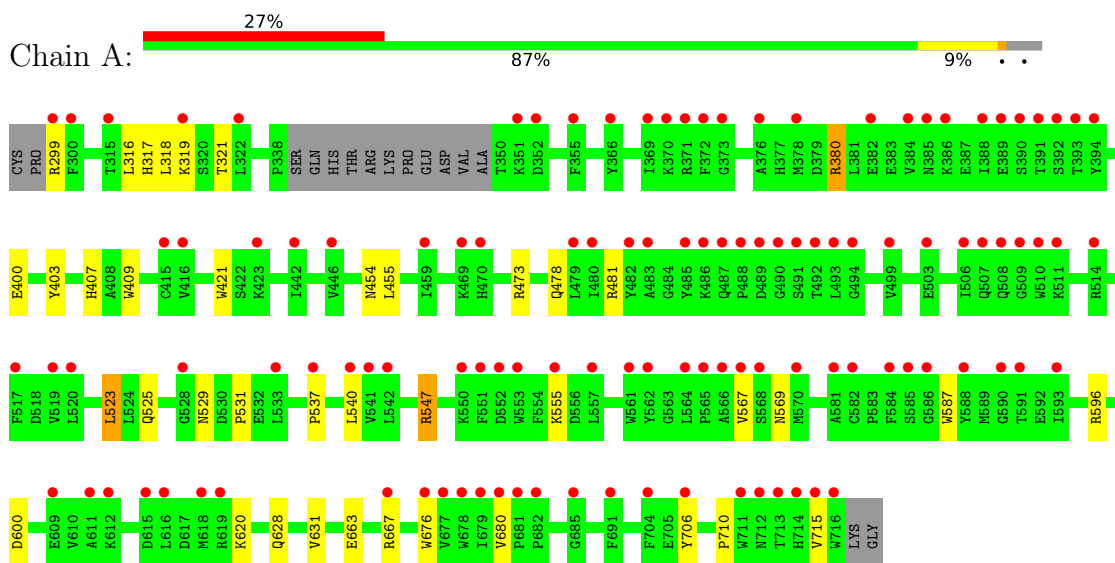 27%
Chain A:
87% 9% • •
CYS PRO R299 F300 T315 L316 H317 L318 K319 S320 T321 L322 P338 SER GLN HIS THR ARG LYS PRO GLU ASP VAL ALA T350 K351 D352 F355 Y366 I369 K370 R371 F372 G373 A376 H377 M378 D379 R380 L381 E382 E383 V384 N385 K386 E387 I388 E389 S390 T391 S392 T393 Y394
E400 Y403 H407 A408 W409 C415 V416 W421 S422 K423 I442 V446 N454 L455 I459 K469 H470 R473 Q478 L479 I480 R481 Y482 A483 G484 Y485 K486 Q487 P488 D489 G490 S491 T492 L493 G494 V499 E503 I506 Q507 Q508 G509 W510 K511 R514
F517 D518 V519 L520 L523 L524 Q525 G528 N529 D530 P531 E532 L533 P537 L540 V541 L542 R547 K550 F551 D552 W553 F554 K555 D556 L557 W561 Y562 G563 L564 P565 A566 V567 S568 N569 M570 A581 C582 P583 F584 S585 G586 W587 Y588 M589 G590 T591 E592 I593 R596
D600 E609 V610 A611 K612 D615 L616 D617 M618 R619 K620 Q628 V631 E663 R667 W676 V677 W678 I679 V680 P681 P682 G685 F691 F704 E705 Y706 P710 W711 N712 T713 H714 V715 W716 LYS GLY